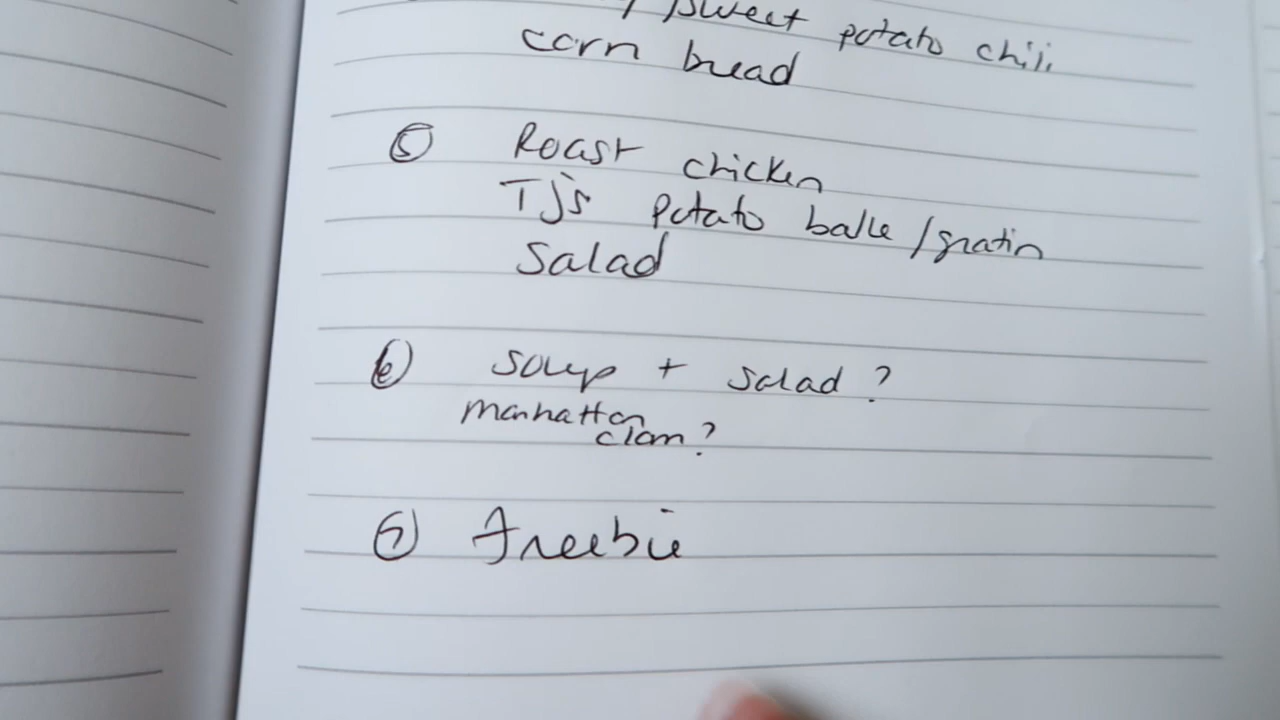 /sweet potato chili
corn bread
5 Roast chicken
TJ's potato bake/gratin
Salad
6 Soup + salad?
manhattan
clam?
7 Freebie